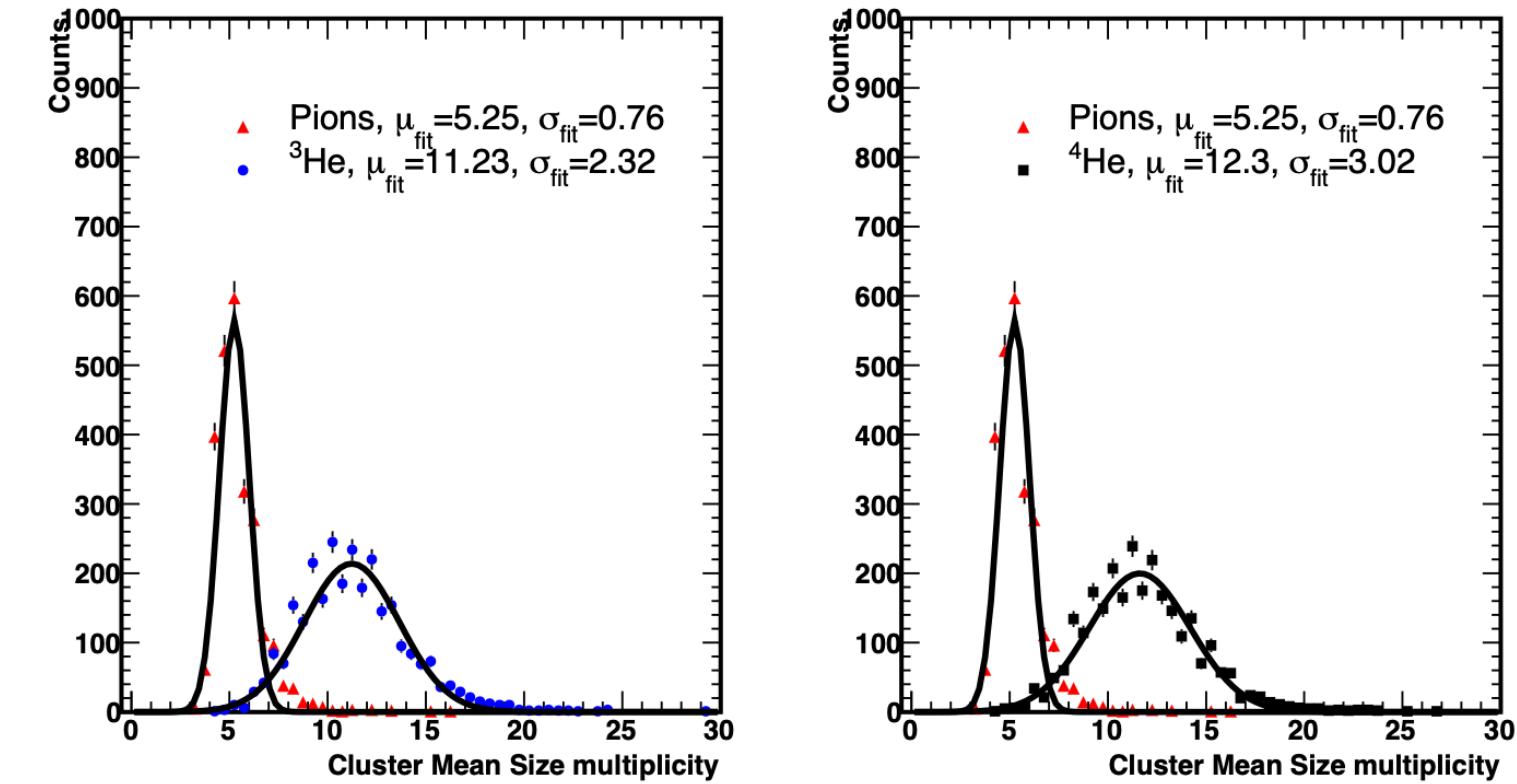 Counts
1000
900
800
700
600
500
400
300
200
100
0
Pions, μfit=5.25, σfit=0.76
3He, μfit=11.23, σfit=2.32
0 5 10 15 20 25 30
Cluster Mean Size multiplicity
Counts
1000
900
800
700
600
500
400
300
200
100
0
Pions, μfit=5.25, σfit=0.76
4He, μfit=12.3, σfit=3.02
0 5 10 15 20 25 30
Cluster Mean Size multiplicity